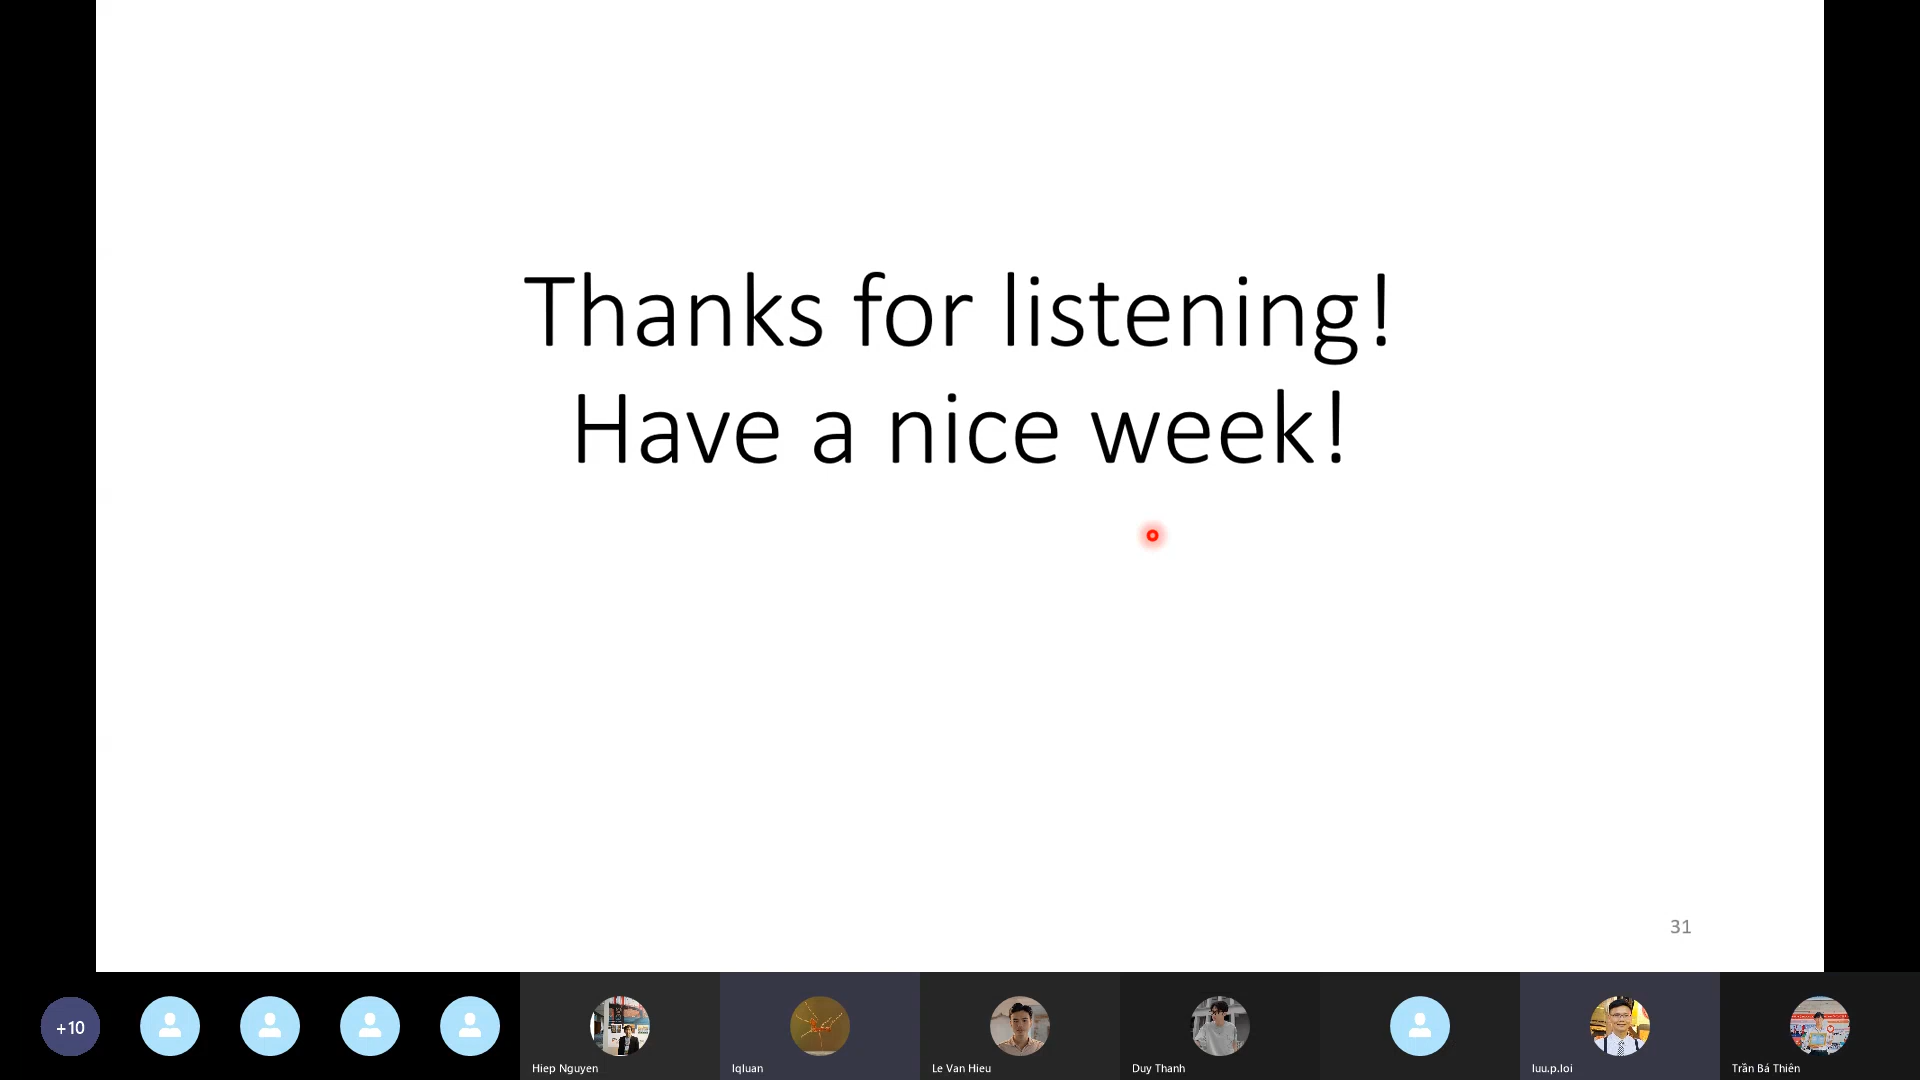 Thanks for listening!
Have a nice week!
31
+10
Hiep Nguyen
lqluan
Le Van Hieu
Duy Thanh
luu.p.loi
Trần Bá Thiên